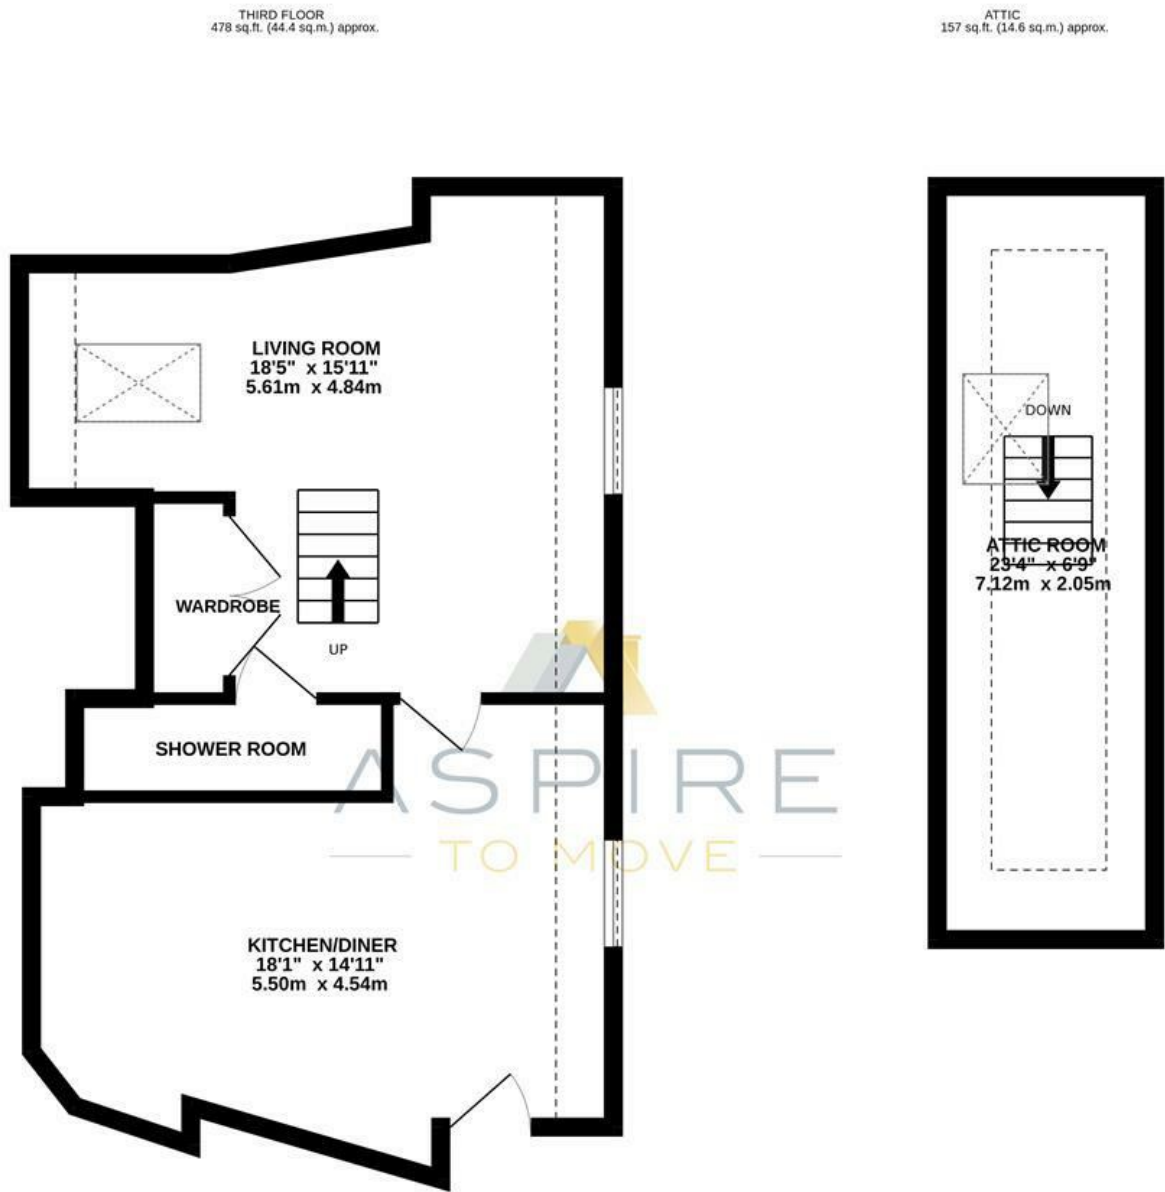 THIRD FLOOR
478 sq.ft. (44.4 sq.m.) approx.
ATTIC
157 sq.ft. (14.6 sq.m.) approx.
LIVING ROOM
18'5" x 15'11"
5.61m x 4.84m
DOWN
ATTIC ROOM
23'4" x 6'9"
7.12m x 2.05m
WARDROBE
UP
SHOWER ROOM
ASPIRE
TO MOVE
KITCHEN/DINER
18'1" x 14'11"
5.50m x 4.54m